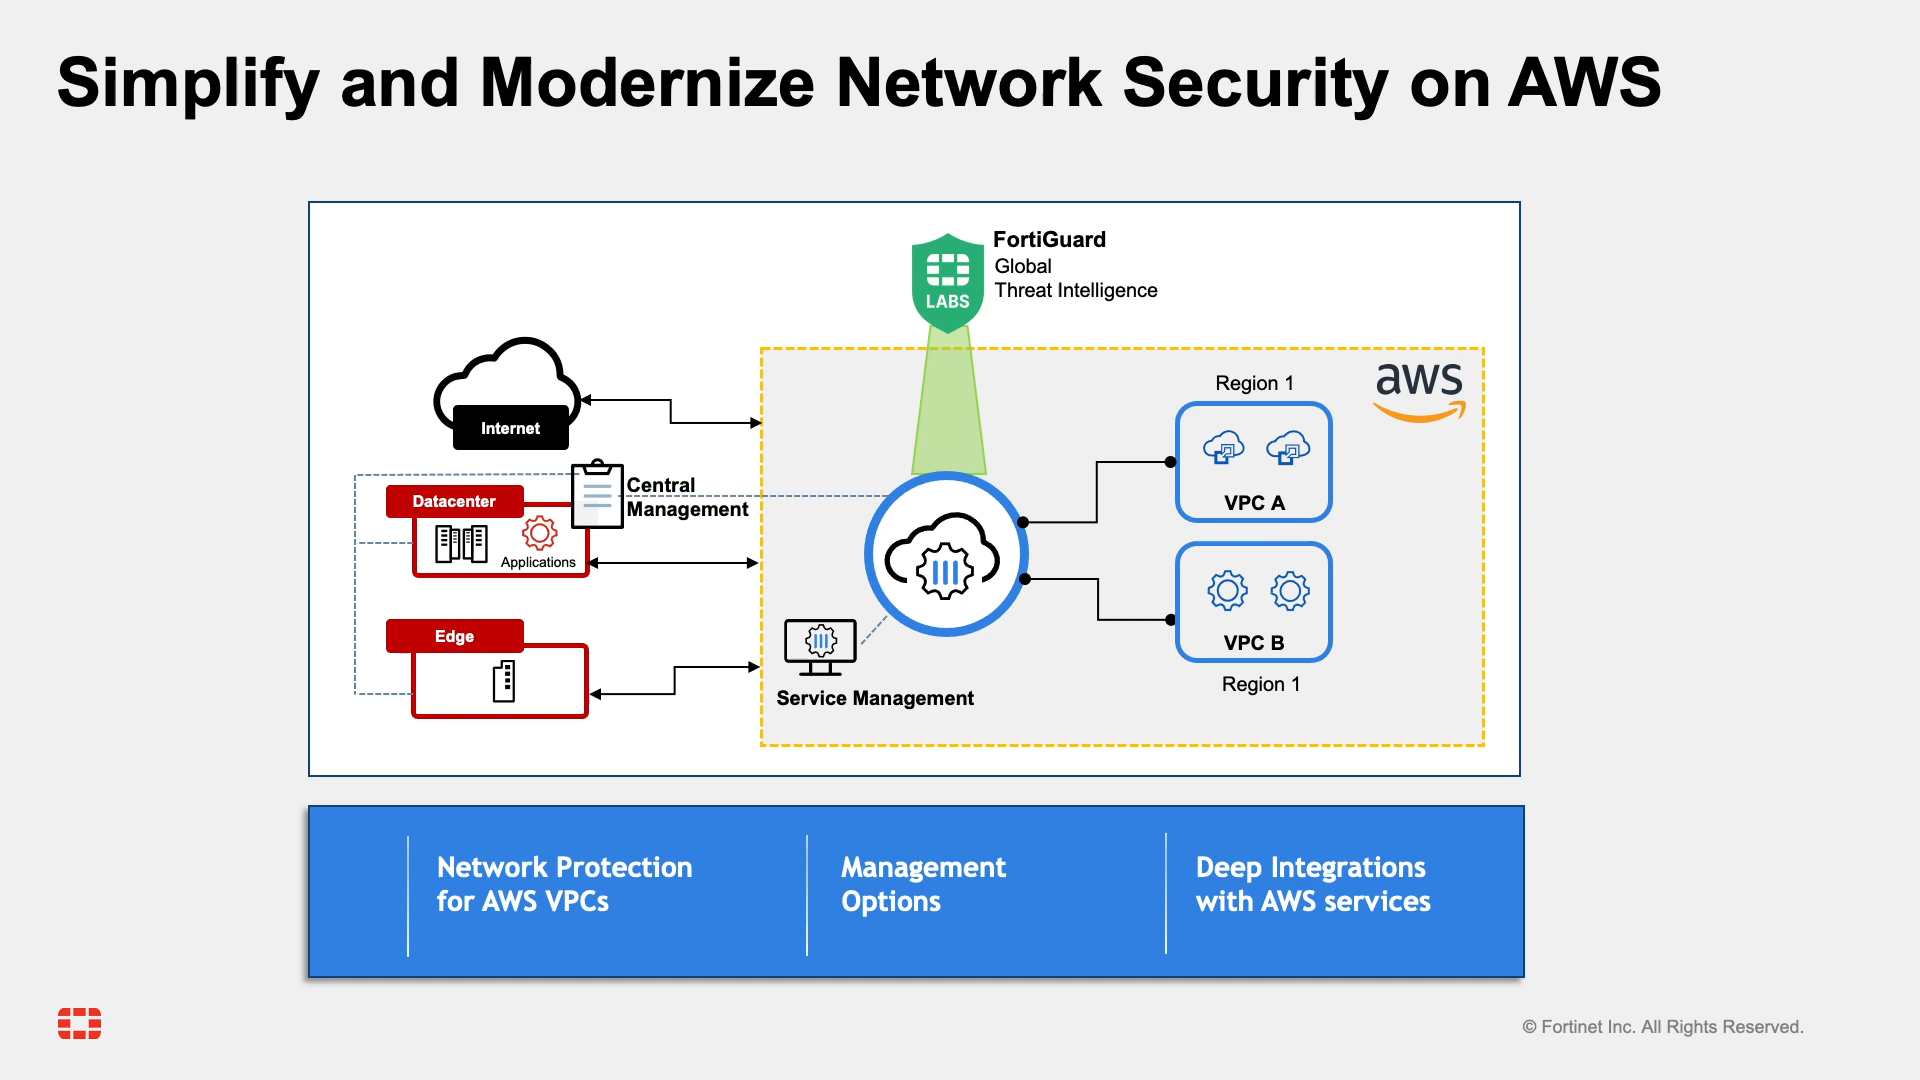 Simplify and Modernize Network Security on AWS
FortiGuard
Global
Threat Intelligence
LABS
aws
Region 1
Internet
Central
Management
Datacenter
Applications
VPC A
Edge
VPC B
Service Management
Region 1
Network Protection
for AWS VPCs
Management
Options
Deep Integrations
with AWS services
© Fortinet Inc. All Rights Reserved.